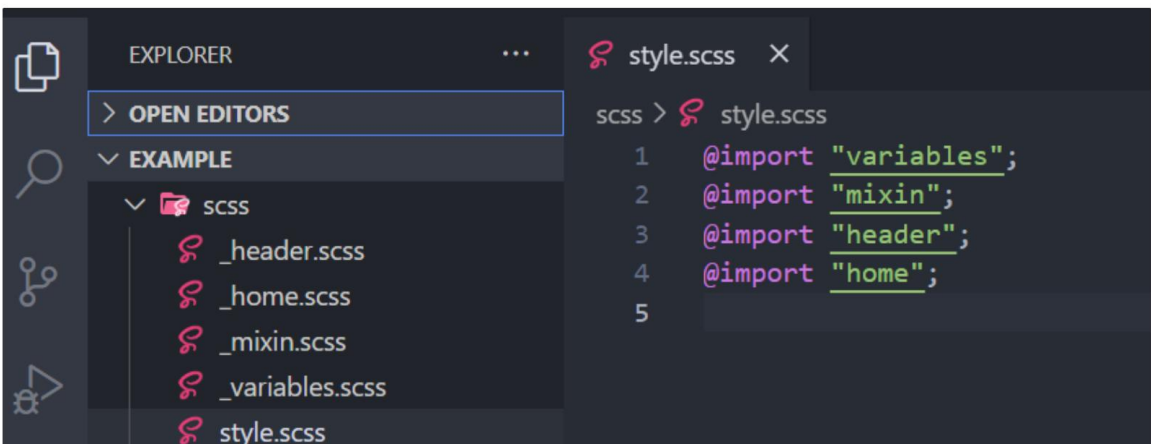 EXPLORER ···
OPEN EDITORS
EXAMPLE
scss
_header.scss
_home.scss
_mixin.scss
_variables.scss
style.scss
style.scss
scss > style.scss
1 @import "variables";
2 @import "mixin";
3 @import "header";
4 @import "home";
5